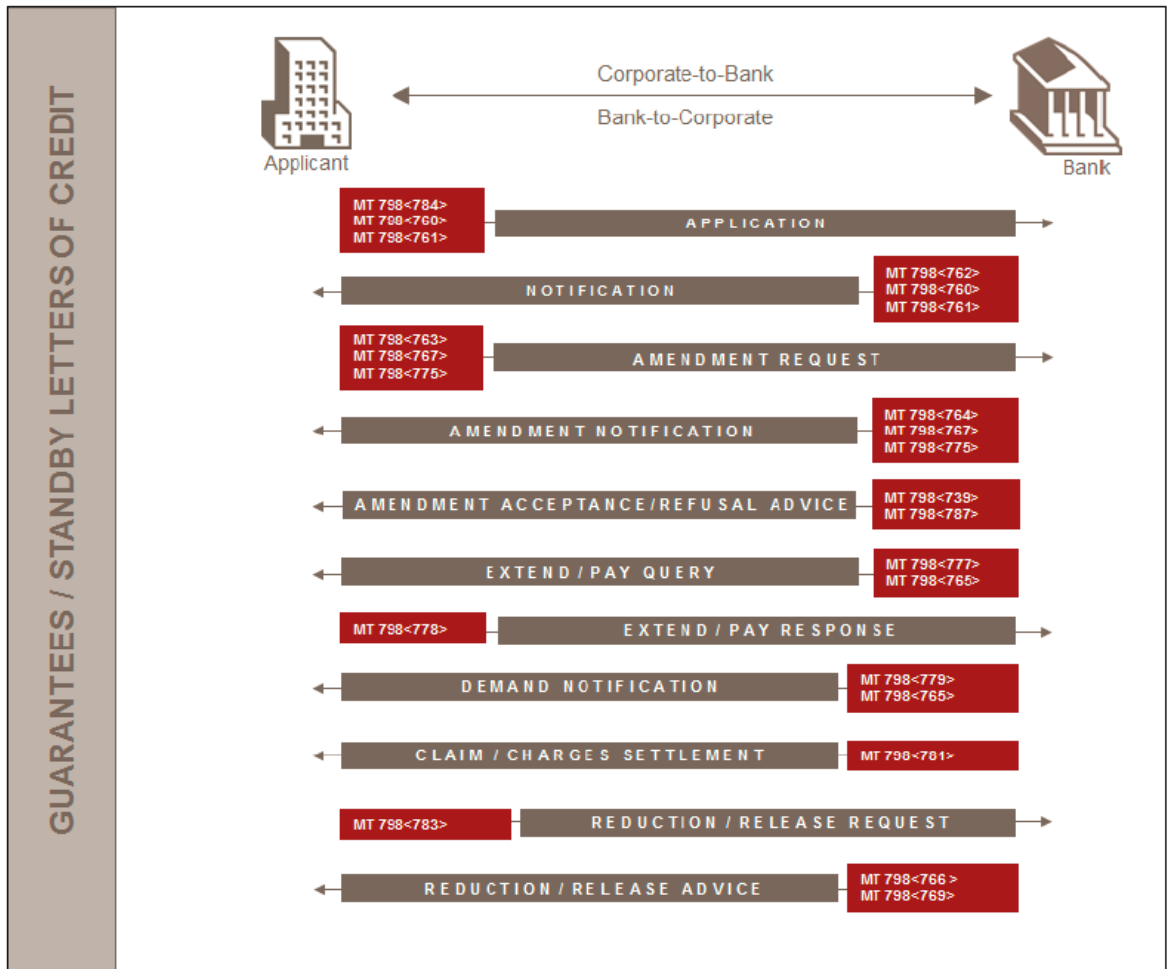 GUARANTEES / STANDBY LETTERS OF CREDIT
Corporate-to-Bank
Bank-to-Corporate
Applicant
Bank
MT 798<784>
MT 798<760>
MT 798<761>
APPLICATION
NOTIFICATION
MT 798<762>
MT 798<760>
MT 798<761>
MT 798<763>
MT 798<767>
MT 798<775>
AMENDMENT REQUEST
AMENDMENT NOTIFICATION
MT 798<764>
MT 798<767>
MT 798<775>
AMENDMENT ACCEPTANCE/REFUSAL ADVICE
MT 798<739>
MT 798<787>
EXTEND / PAY QUERY
MT 798<777>
MT 798<765>
MT 798<778>
EXTEND / PAY RESPONSE
DEMAND NOTIFICATION
MT 798<779>
MT 798<765>
CLAIM / CHARGES SETTLEMENT
MT 798<781>
MT 798<783>
REDUCTION / RELEASE REQUEST
REDUCTION / RELEASE ADVICE
MT 798<766 >
MT 798<769>